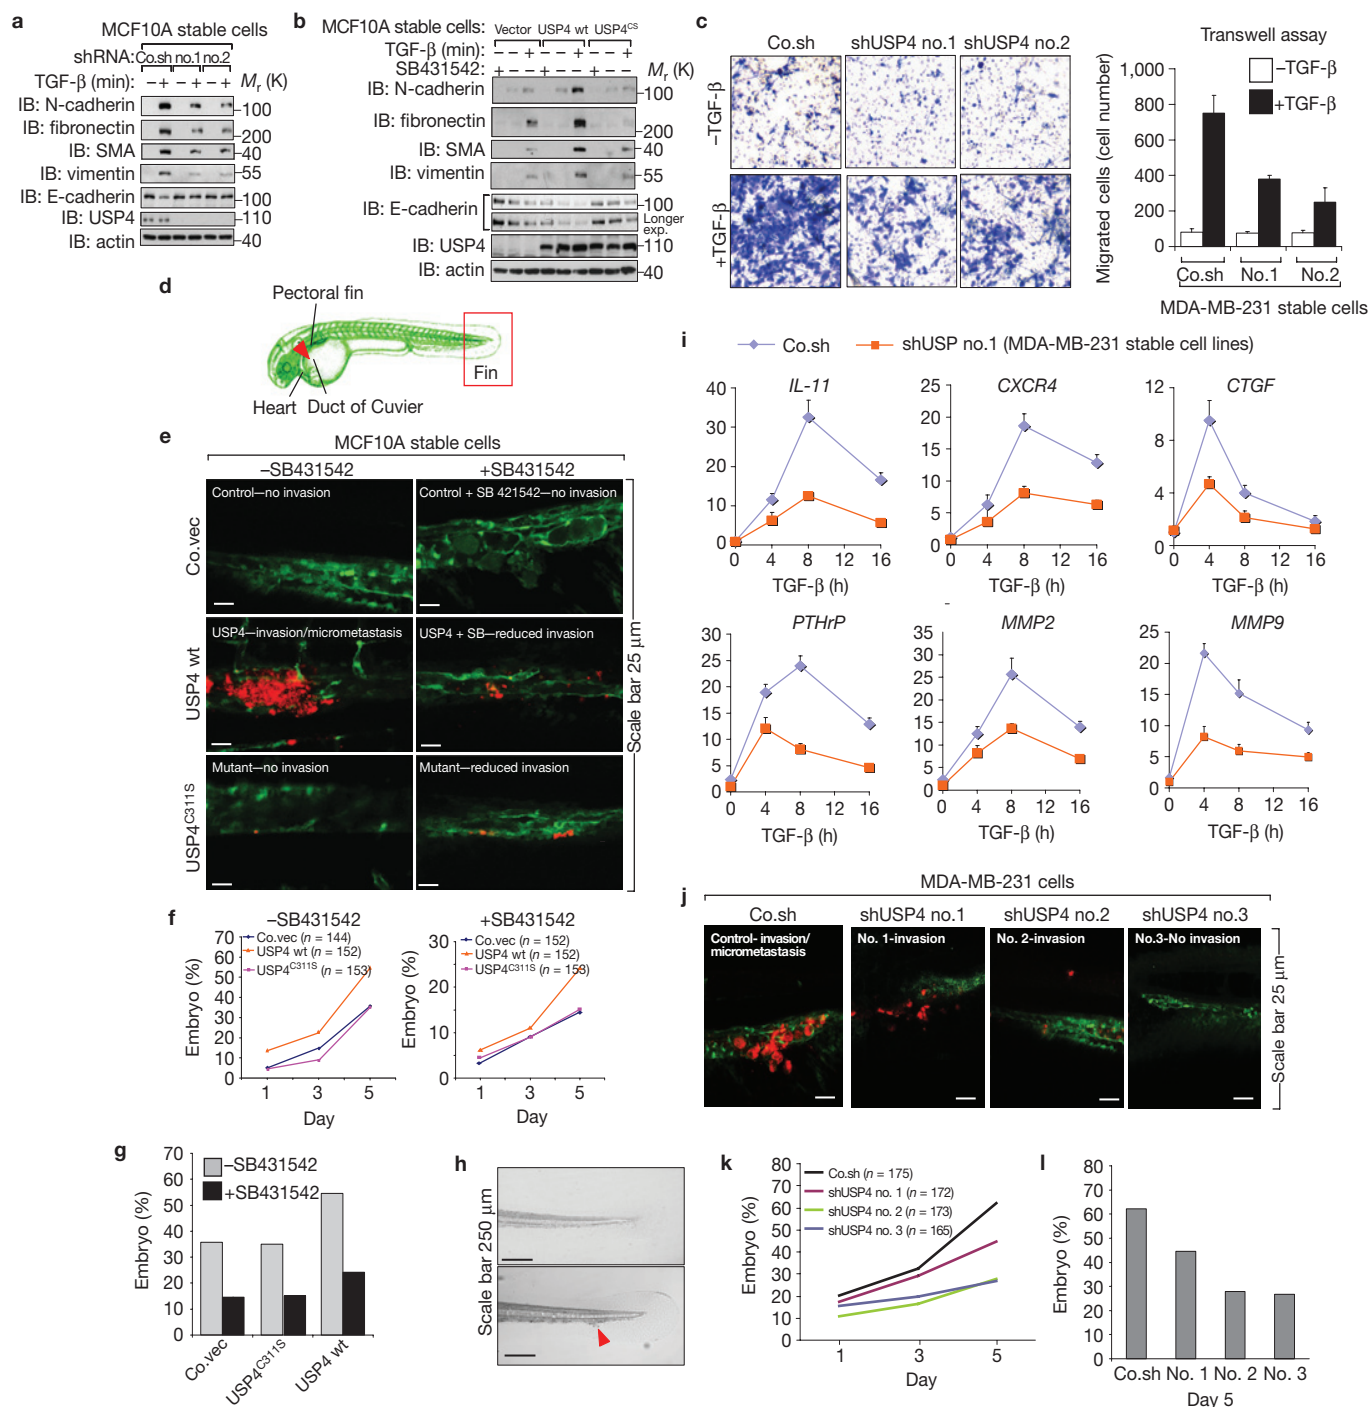 a
MCF10A stable cells
shRNA: Co.sh no.1 no.2
TGF-β (min): – + – + – + Mr (K)
IB: N-cadherin 100
IB: fibronectin 200
IB: SMA 40
IB: vimentin 55
IB: E-cadherin 100
IB: USP4 110
IB: actin 40
b
MCF10A stable cells: Vector USP4 wt USP4CS
TGF-β (min): – – + – – + – – +
SB431542: + – – + – – + – – Mr (K)
IB: N-cadherin 100
IB: fibronectin 200
IB: SMA 40
IB: vimentin 55
IB: E-cadherin 100
Longer exp.
IB: USP4 110
IB: actin 40
c
Co.sh shUSP4 no.1 shUSP4 no.2
–TGF-β
+TGF-β
Transwell assay
–TGF-β
+TGF-β
Migrated cells (cell number)
1,000
800
600
400
200
0
Co.sh No.1 No.2
MDA-MB-231 stable cells
d
Pectoral fin
Fin
Heart Duct of Cuvier
e
MCF10A stable cells
–SB431542 +SB431542
Co.vec
Control—no invasion
Control + SB 421542—no invasion
USP4 wt
USP4—invasion/micrometastasis
USP4 + SB—reduced invasion
USP4C311S
Mutant—no invasion
Mutant—reduced invasion
Scale bar 25 μm
f
–SB431542
Co.vec (n = 144)
USP4 wt (n = 152)
USP4C311S (n = 153)
Embryo (%)
70
60
50
40
30
20
10
0
1 3 5
Day
+SB431542
Co.vec (n = 152)
USP4 wt (n = 152)
USP4C311S (n = 153)
Embryo (%)
30
20
10
0
1 3 5
Day
g
–SB431542
+SB431542
Embryo (%)
70
60
50
40
30
20
10
0
Co.vec USP4C311S USP4 wt
h
Scale bar 250 μm
i
Co.sh shUSP no.1 (MDA-MB-231 stable cell lines)
IL-11
40
30
20
10
0
0 4 8 12 16
TGF-β (h)
CXCR4
25
20
15
10
5
0
0 4 8 12 16
TGF-β (h)
CTGF
12
8
4
0
0 4 8 12 16
TGF-β (h)
PTHrP
30
25
20
15
10
5
0
0 4 8 12 16
TGF-β (h)
MMP2
35
30
25
20
15
10
5
0
0 4 8 12 16
TGF-β (h)
MMP9
25
20
15
10
5
0
0 4 8 12 16
TGF-β (h)
j
MDA-MB-231 cells
Co.sh shUSP4 no.1 shUSP4 no.2 shUSP4 no.3
Control- invasion/
micrometastasis
No. 1-invasion
No. 2-invasion
No.3-No invasion
Scale bar 25 μm
k
Co.sh (n = 175)
shUSP4 no. 1 (n = 172)
shUSP4 no. 2 (n = 173)
shUSP4 no. 3 (n = 165)
Embryo (%)
80
70
60
50
40
30
20
10
0
1 3 5
Day
l
Embryo (%)
80
70
60
50
40
30
20
10
0
Co.sh No. 1 No. 2 No. 3
Day 5